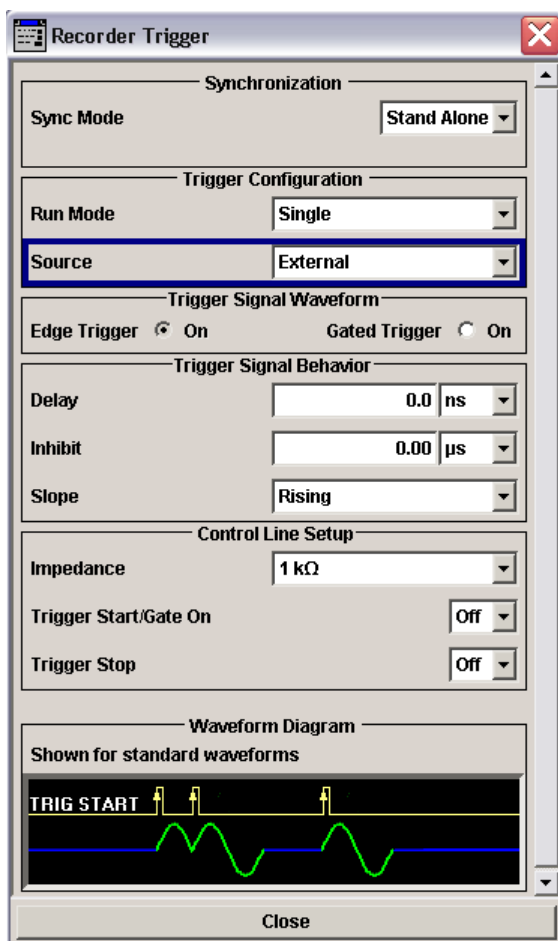 Recorder Trigger
Synchronization
Sync Mode Stand Alone
Trigger Configuration
Run Mode Single
Source External
Trigger Signal Waveform
Edge Trigger On Gated Trigger On
Trigger Signal Behavior
Delay 0.0 ns
Inhibit 0.00 µs
Slope Rising
Control Line Setup
Impedance 1 kΩ
Trigger Start/Gate On Off
Trigger Stop Off
Waveform Diagram
Shown for standard waveforms
TRIG START
Close